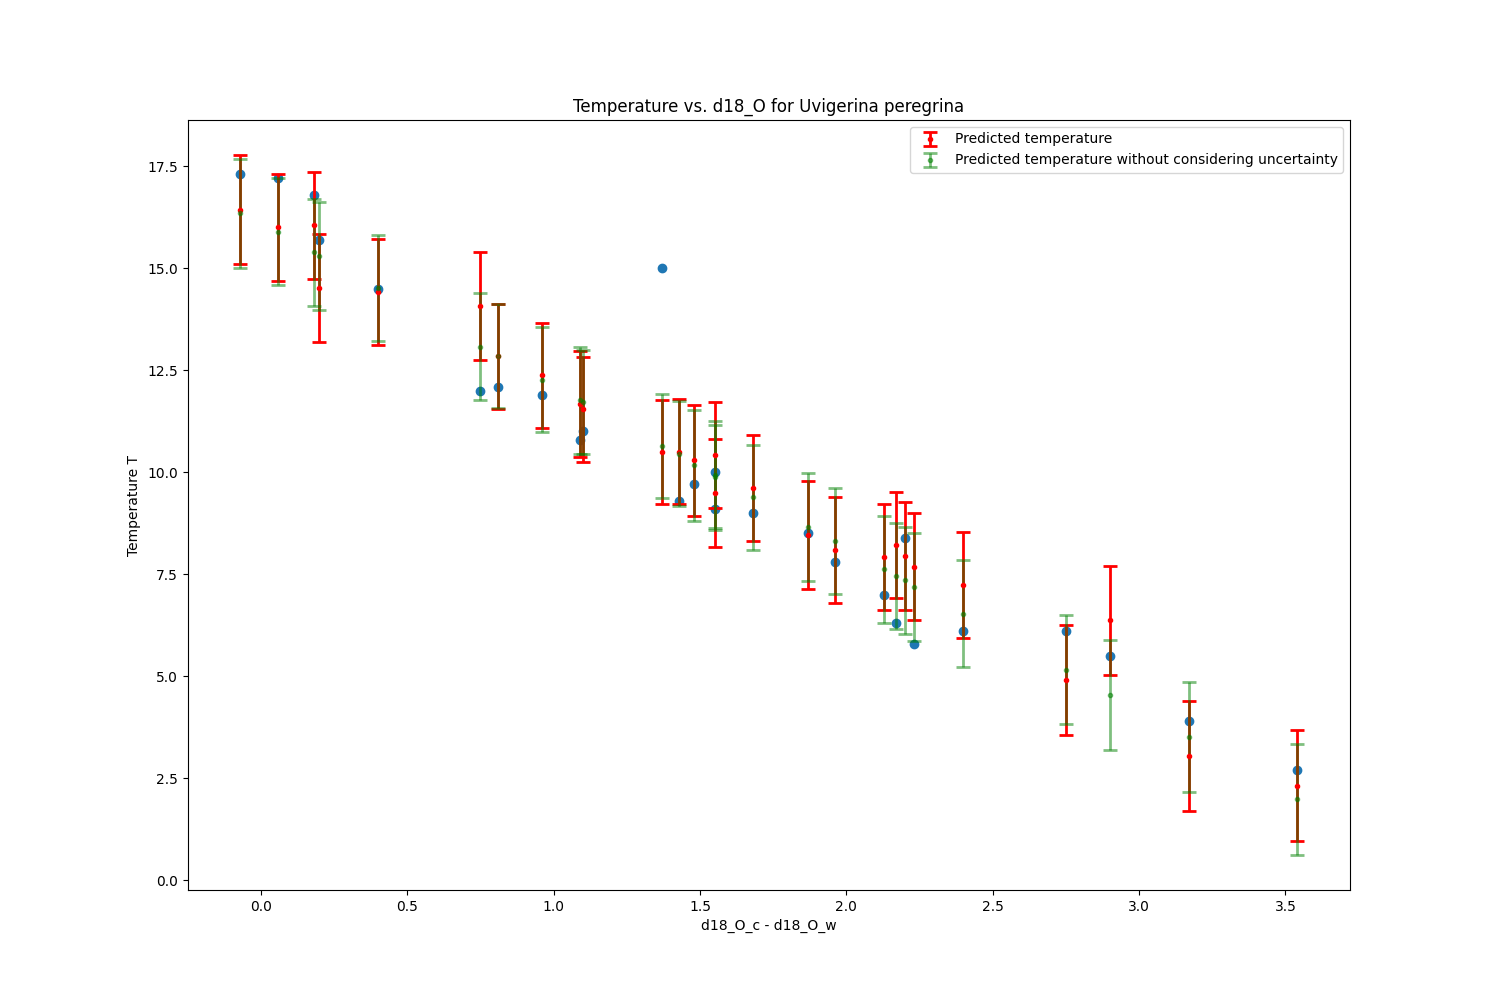 Temperature vs. d18_O for Uvigerina peregrina
Predicted temperature
Predicted temperature without considering uncertainty
Temperature T
17.5
15.0
12.5
10.0
7.5
5.0
2.5
0.0
0.0 0.5 1.0 1.5 2.0 2.5 3.0 3.5
d18_O_c - d18_O_w